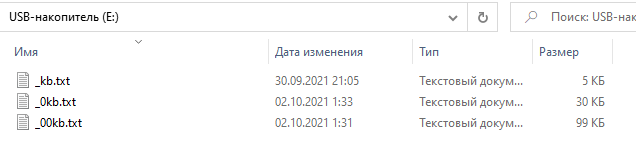 USB-накопитель (E:) Поиск: USB-на
Имя Дата изменения Тип Размер
_kb.txt 30.09.2021 21:05 Текстовый докум... 5 КБ
_0kb.txt 02.10.2021 1:33 Текстовый докум... 30 КБ
_00kb.txt 02.10.2021 1:31 Текстовый докум... 99 КБ